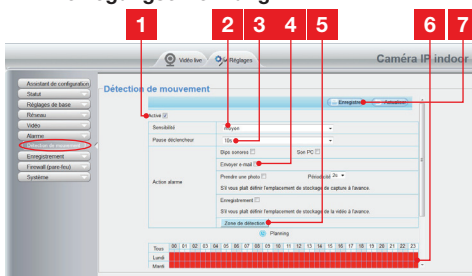 1 2 3 4 5 6 7
Vidéo live Réglages Caméra IP indoor
Assistant de configuration
Statut
Réglages de base
Réseau
Vidéo
Alarme
Détection de mouvement
Enregistrement
Firewall (pare-feu)
Système
Détection de mouvement
Enregistrer Actualiser
Activé
Sensibilité moyen
Pause déclencheur 10s
Action alarme
Bips sonores Son PC
Envoyer e-mail
Prendre une photo Périodicité 2s
S'il vous plaît définir l'emplacement de stockage de capture à l'avance.
Enregistrement
S'il vous plaît définir l'emplacement de stockage de la vidéo à l'avance.
Zone de détection
Planning
Tous 00 01 02 03 04 05 06 07 08 09 10 11 12 13 14 15 16 17 18 19 20 21 22 23
Lundi
Mardi